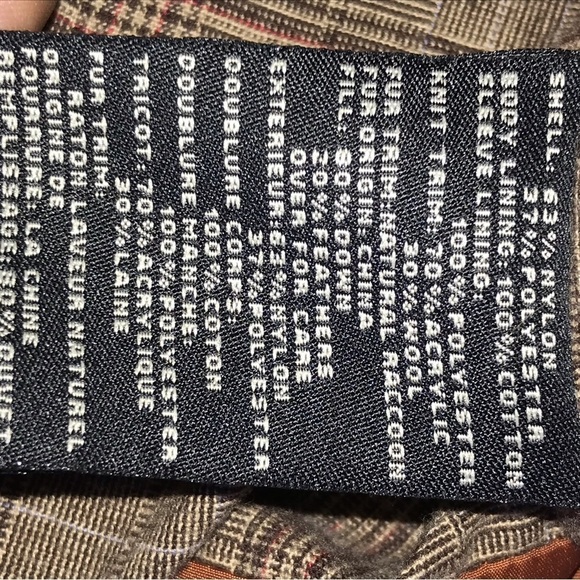 SHELL: 63% NYLON
37% POLYESTER
BODY LINING: 100% COTTON
SLEEVE LINING:
100% POLYESTER
KNIT TRIM: 70% ACRYLIC
30% WOOL
FUR TRIM:NATURAL RACCOON
FUR ORIGIN: CHINA
FILL: 80% DOWN
20% FEATHERS
OVER FOR CARE
EXTERIEUR:63% NYLON
37% POLYESTER
DOUBLURE CORPS:
100% COTON
DOUBLURE MANCHE:
100% POLYESTER
TRICOT: 70% ACRYLIQUE
30% LAINE
FUR TRIM
RATON LAVEUR NATUREL
ORIGINE DE
FOURRURE: LA CHINE
REMPLISSAGE:80% DUVET